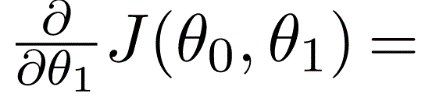 ∂/∂θ₁ J(θ₀, θ₁) =